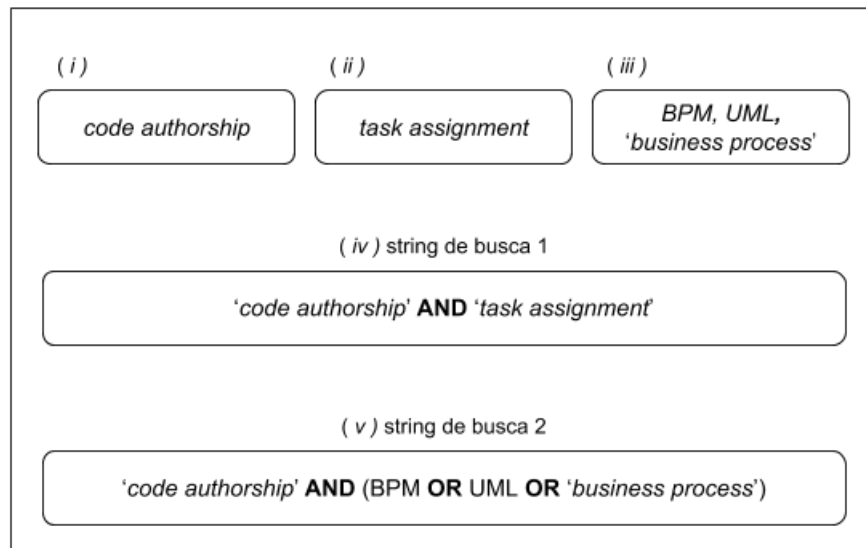 ( i )
( ii )
( iii )
code authorship
task assignment
BPM, UML,
‘business process’
( iv ) string de busca 1
‘code authorship’ AND ‘task assignment’
( v ) string de busca 2
‘code authorship’ AND (BPM OR UML OR ‘business process’)